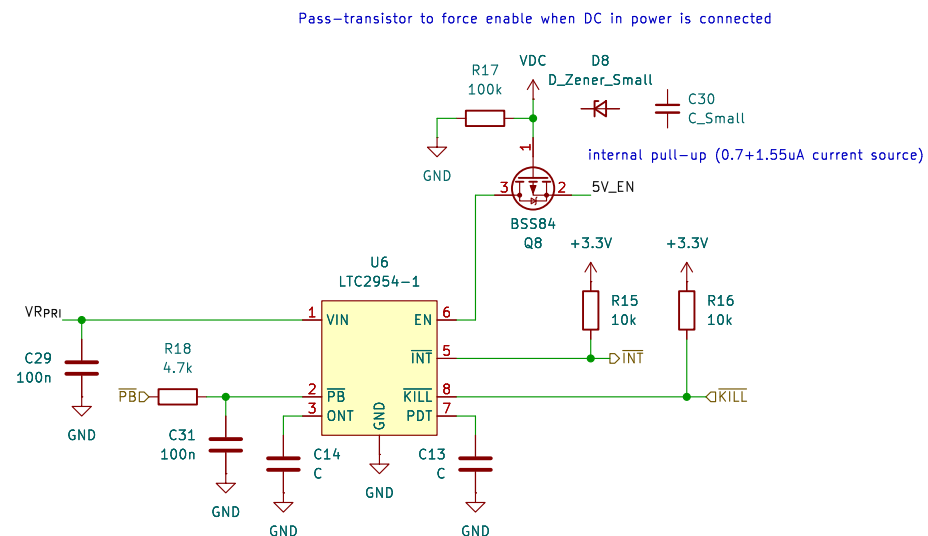 Pass-transistor to force enable when DC in power is connected
R17
100k
VDC
D8
D_Zener_Small
C30
C_Small
GND
1
internal pull-up (0.7+1.55uA current source)
3
2
5V_EN
BSS84
Q8
+3.3V
+3.3V
U6
LTC2954-1
VRPRI
1
VIN
EN
6
R15
10k
R16
10k
C29
100n
R18
4.7k
INT
5
INT
PB
2
PB
KILL
8
KILL
3
ONT
GND
PDT
7
GND
C31
100n
C14
C
C13
C
GND
GND
GND
GND